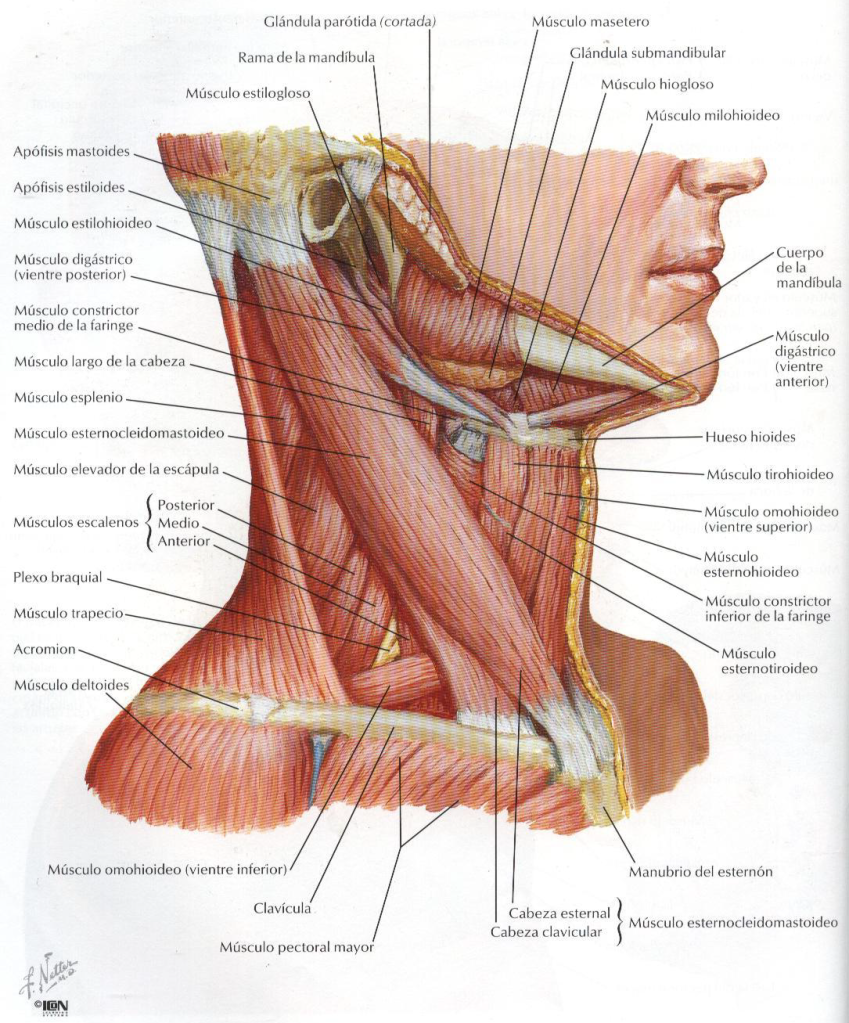 Glándula parótida (cortada)
Músculo masetero
Rama de la mandíbula
Glándula submandibular
Músculo estilogloso
Músculo hiogloso
Músculo milohioideo
Apófisis mastoides
Apófisis estiloides
Músculo estilohioideo
Músculo digástrico
(vientre posterior)
Músculo constrictor
medio de la faringe
Músculo largo de la cabeza
Músculo esplenio
Músculo esternocleidomastoideo
Músculo elevador de la escápula
Músculos escalenos
Posterior
Medio
Anterior
Plexo braquial
Músculo trapecio
Acromion
Músculo deltoides
Cuerpo
de la
mandíbula
Músculo
digástrico
(vientre
anterior)
Hueso hioides
Músculo tirohioideo
Músculo omohioideo
(vientre superior)
Músculo
esternohioideo
Músculo constrictor
inferior de la faringe
Músculo
esternotiroideo
Músculo omohioideo (vientre inferior)
Clavícula
Músculo pectoral mayor
Manubrio del esternón
Cabeza esternal
Cabeza clavicular
Músculo esternocleidomastoideo
F. Netter
M.D.
©ICON
LEARNING SYSTEMS